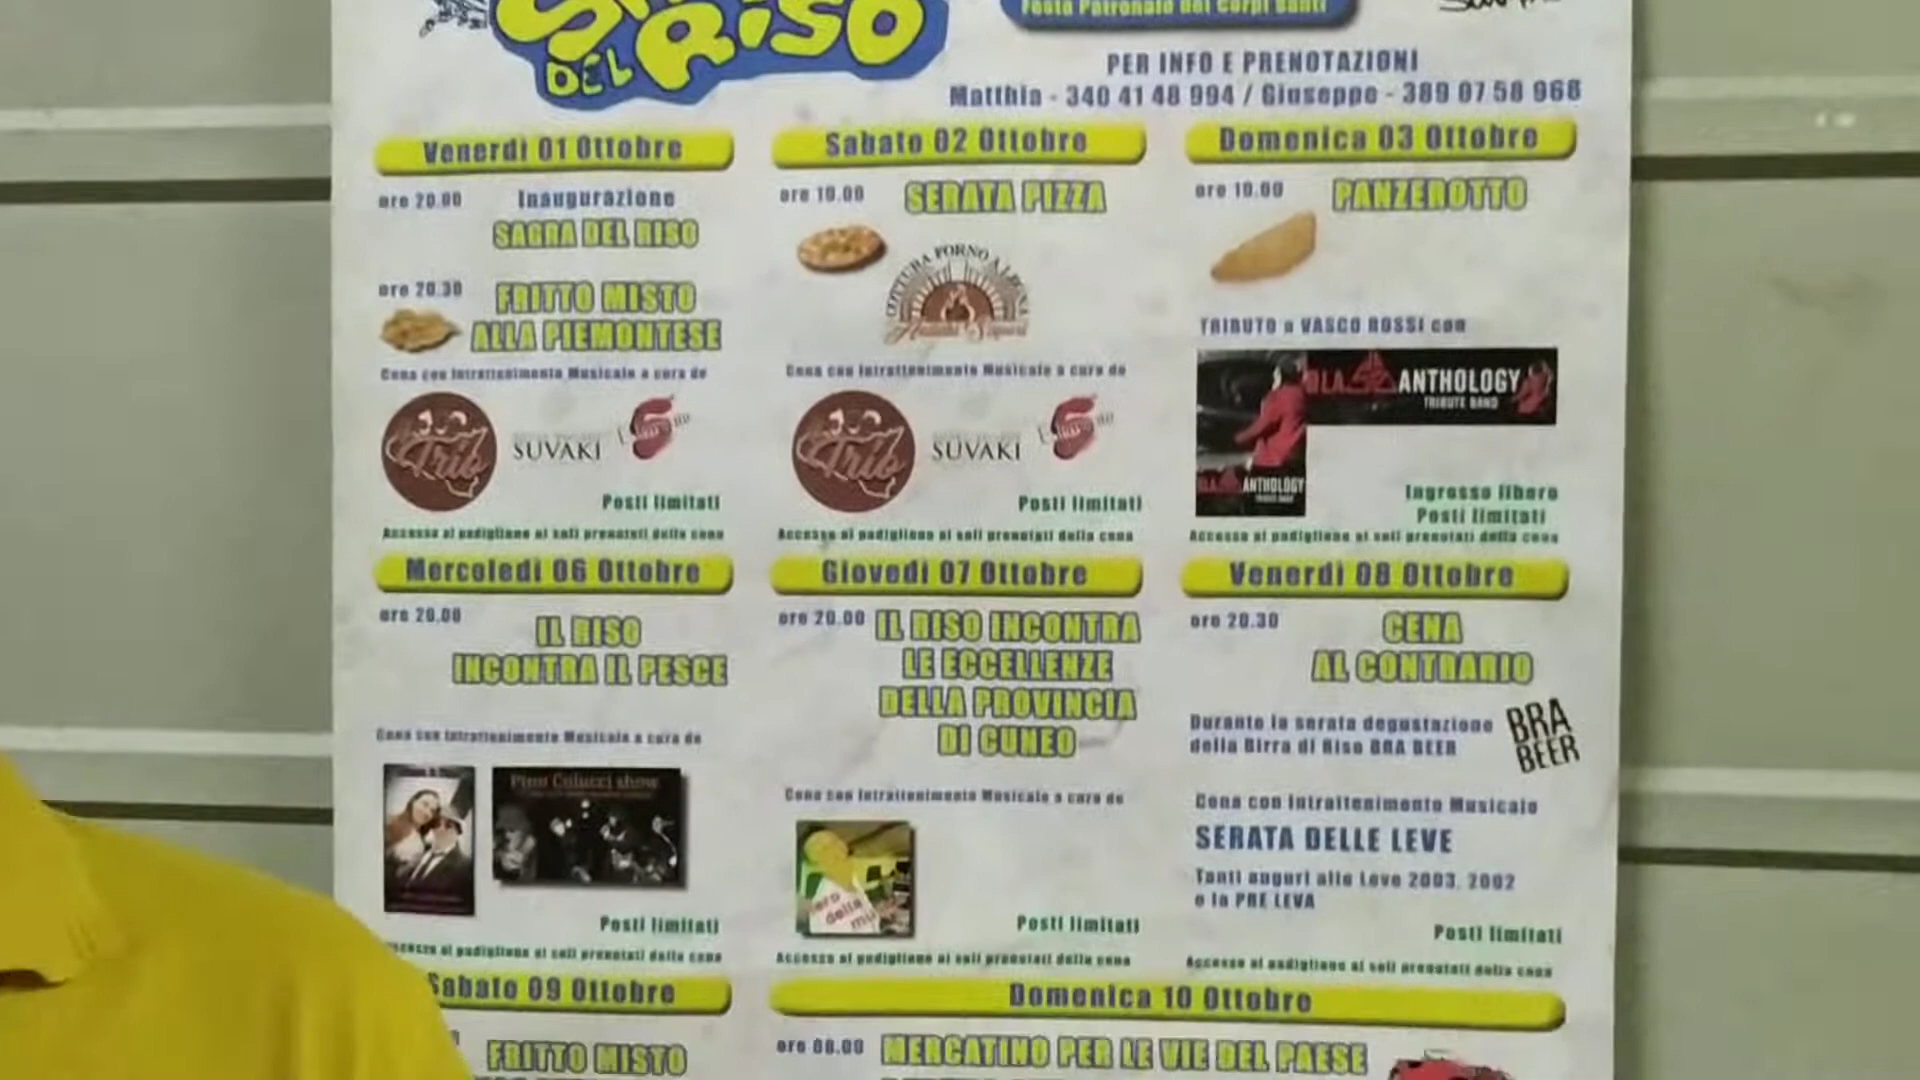 DEL RISO
Festa Patronale dei Corpi Santi
PER INFO E PRENOTAZIONI
Matthia - 340 41 48 994 / Giuseppe - 389 07 58 968
Venerdì 01 Ottobre
ore 20.00 Inaugurazione
SAGRA DEL RISO
ore 20.30 FRITTO MISTO
ALLA PIEMONTESE
Cena con Intrattenimento Musicale a cura de
Trio SUVAKI
Posti limitati
Accesso al padiglione ai soli prenotati della cena
Sabato 02 Ottobre
ore 19.00 SERATA PIZZA
COTTURA FORNO A LEGNA
Antichi Sapori
Cena con Intrattenimento Musicale a cura de
Trio SUVAKI
Posti limitati
Accesso al padiglione ai soli prenotati della cena
Domenica 03 Ottobre
ore 19.00 PANZEROTTO
TRIBUTO a VASCO ROSSI con
ANTHOLOGY
TRIBUTE BAND
ANTHOLOGY
TRIBUTE BAND
Ingresso libero
Posti limitati
Accesso al padiglione ai soli prenotati della cena
Mercoledì 06 Ottobre
ore 20.00 IL RISO
INCONTRA IL PESCE
Cena con Intrattenimento Musicale a cura de
Pino Colucci show
Posti limitati
Accesso al padiglione ai soli prenotati della cena
Giovedì 07 Ottobre
ore 20.00 IL RISO INCONTRA
LE ECCELLENZE
DELLA PROVINCIA
DI CUNEO
Cena con Intrattenimento Musicale a cura de
della
Posti limitati
Accesso al padiglione ai soli prenotati della cena
Venerdì 08 Ottobre
ore 20.30 CENA
AL CONTRARIO
Durante la serata degustazione
della Birra di Riso BRA BEER
BRA
BEER
Cena con Intrattenimento Musicale
SERATA DELLE LEVE
Tanti auguri alle Leve 2003, 2002
e la PRE LEVA
Posti limitati
Accesso al padiglione ai soli prenotati della cena
Sabato 09 Ottobre
FRITTO MISTO
Domenica 10 Ottobre
ore 08.00 MERCATINO PER LE VIE DEL PAESE